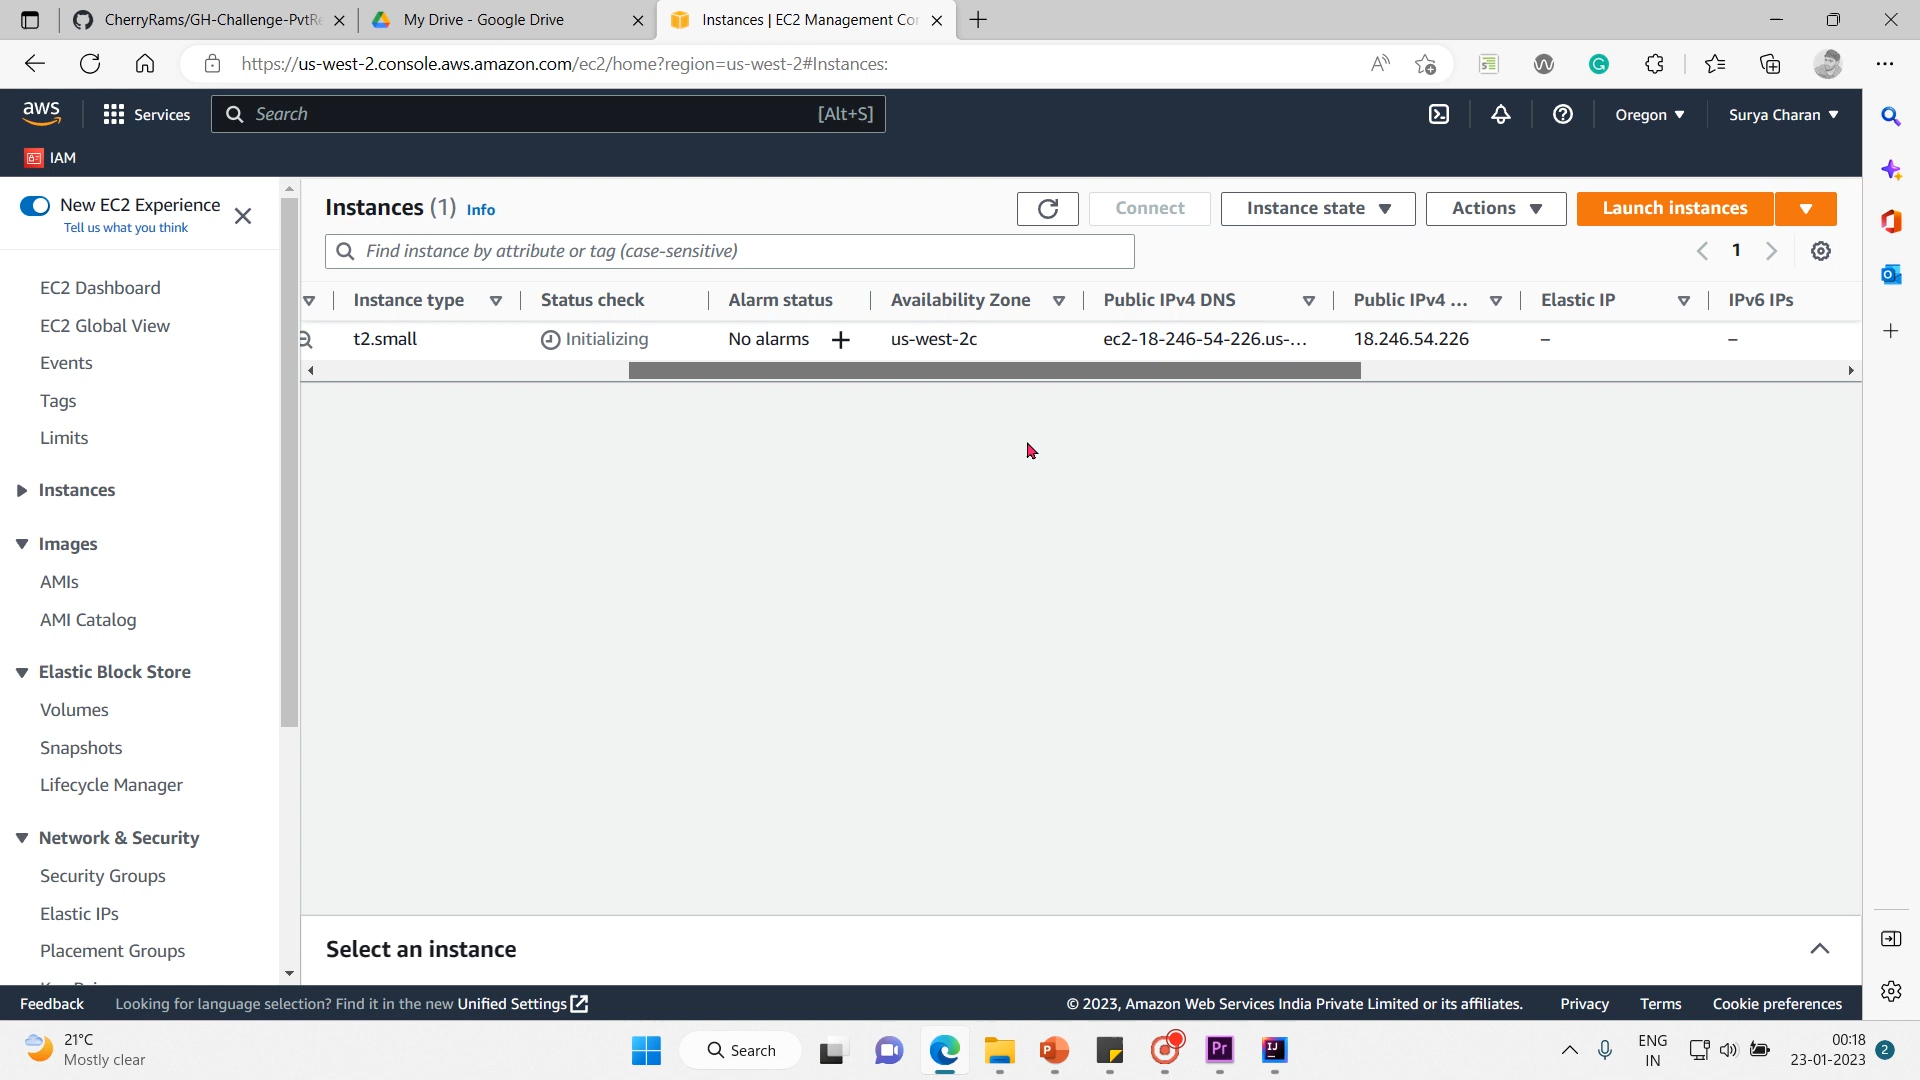 CherryRams/GH-Challenge-PvtRe
My Drive - Google Drive
Instances | EC2 Management Con
https://us-west-2.console.aws.amazon.com/ec2/home?region=us-west-2#Instances:
aws
Services
Search
[Alt+S]
Oregon
Surya Charan
IAM
New EC2 Experience
Tell us what you think
EC2 Dashboard
EC2 Global View
Events
Tags
Limits
Instances
Images
AMIs
AMI Catalog
Elastic Block Store
Volumes
Snapshots
Lifecycle Manager
Network & Security
Security Groups
Elastic IPs
Placement Groups
Instances (1) Info
Connect
Instance state
Actions
Launch instances
Find instance by attribute or tag (case-sensitive)
1
Instance type Status check Alarm status Availability Zone Public IPv4 DNS Public IPv4 ... Elastic IP IPv6 IPs
t2.small Initializing No alarms + us-west-2c ec2-18-246-54-226.us-... 18.246.54.226 – –
Select an instance
Feedback Looking for language selection? Find it in the new Unified Settings
© 2023, Amazon Web Services India Private Limited or its affiliates. Privacy Terms Cookie preferences
21°C
Mostly clear
Search
Pr
IJ
ENG
IN
00:18
23-01-2023
2